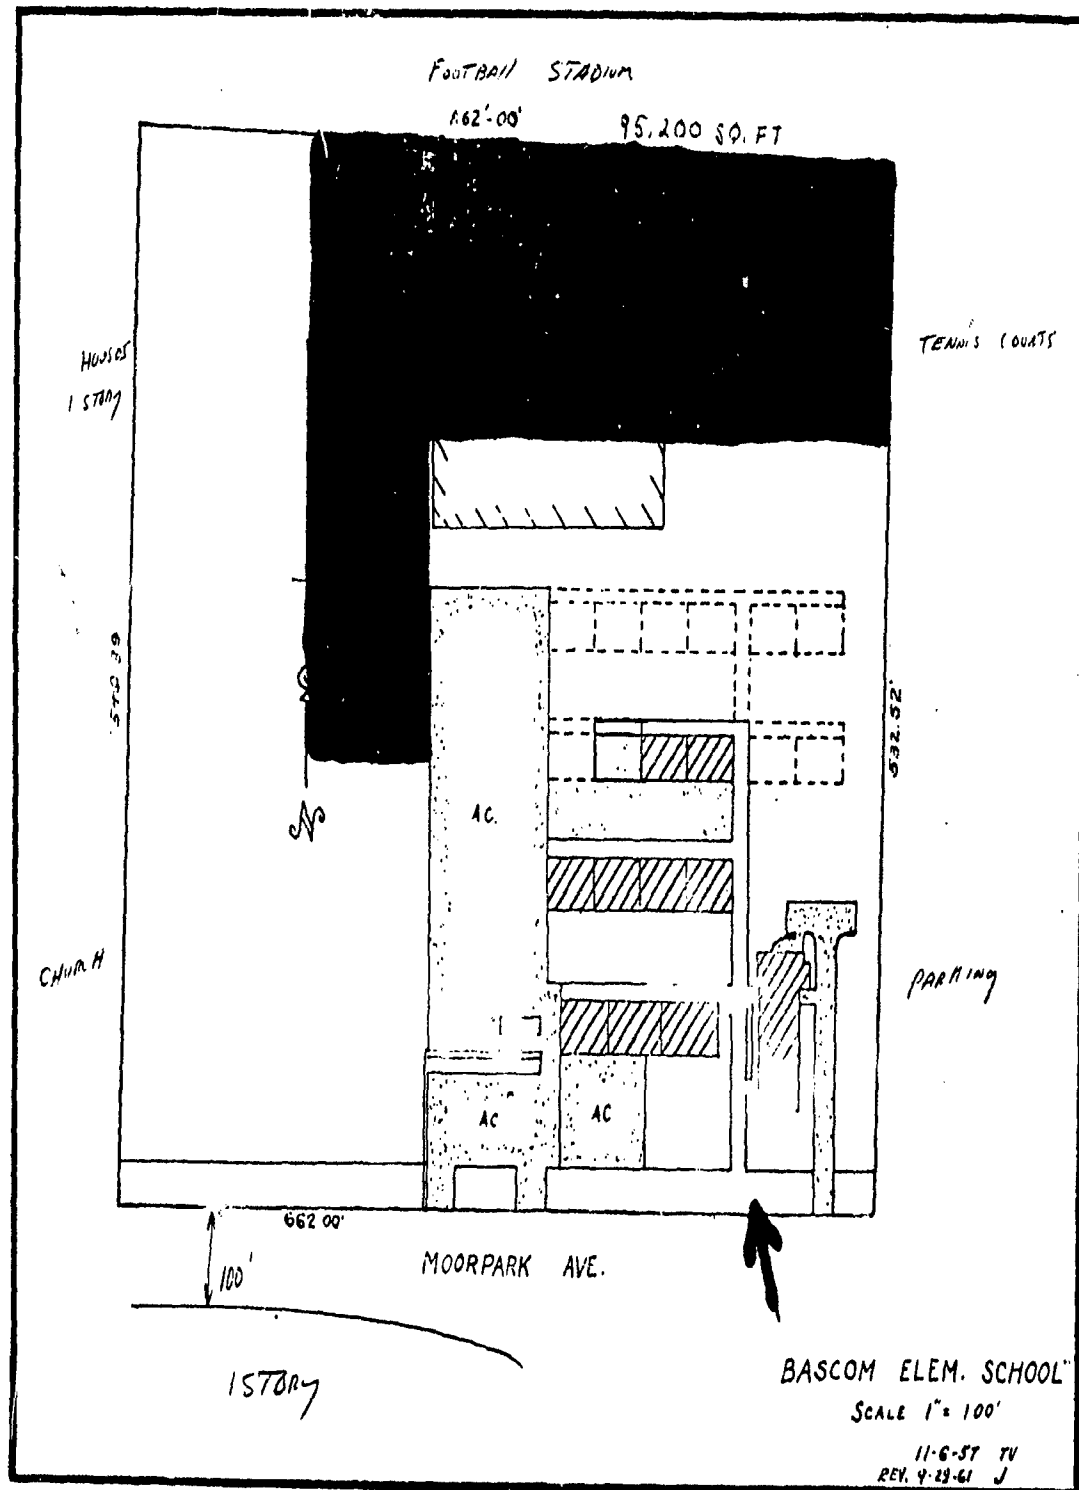 FOOTBALL STADIUM
662'-00'
95,200 SQ. FT
HOUSES
1 STORY
TENNIS COURTS
532.52'
N
A.C.
CHURCH
PARKING
AC
AC
662 00'
100'
MOORPARK AVE.
1 STORY
BASCOM ELEM. SCHOOL
SCALE 1" = 100'
11-6-57 TV
REV. 9-29-61 J